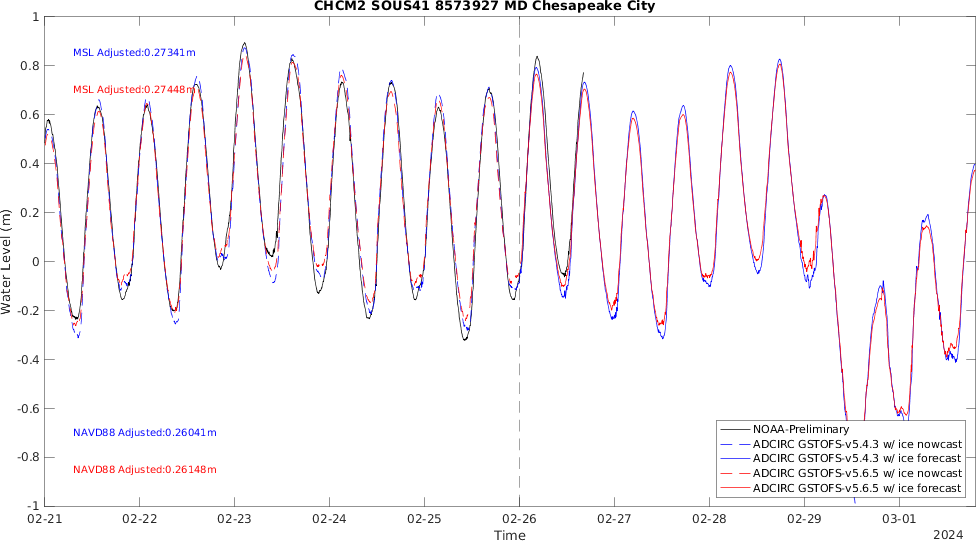 CHCM2 SOUS41 8573927 MD Chesapeake City
1
0.8
0.6
0.4
0.2
0
-0.2
-0.4
-0.6
-0.8
-1
Water Level (m)
MSL Adjusted:0.27341m
MSL Adjusted:0.27448m
NAVD88 Adjusted:0.26041m
NAVD88 Adjusted:0.26148m
NOAA-Preliminary
ADCIRC GSTOFS-v5.4.3 w/ ice nowcast
ADCIRC GSTOFS-v5.4.3 w/ ice forecast
ADCIRC GSTOFS-v5.6.5 w/ ice nowcast
ADCIRC GSTOFS-v5.6.5 w/ ice forecast
02-21 02-22 02-23 02-24 02-25 02-26 02-27 02-28 02-29 03-01
Time
2024